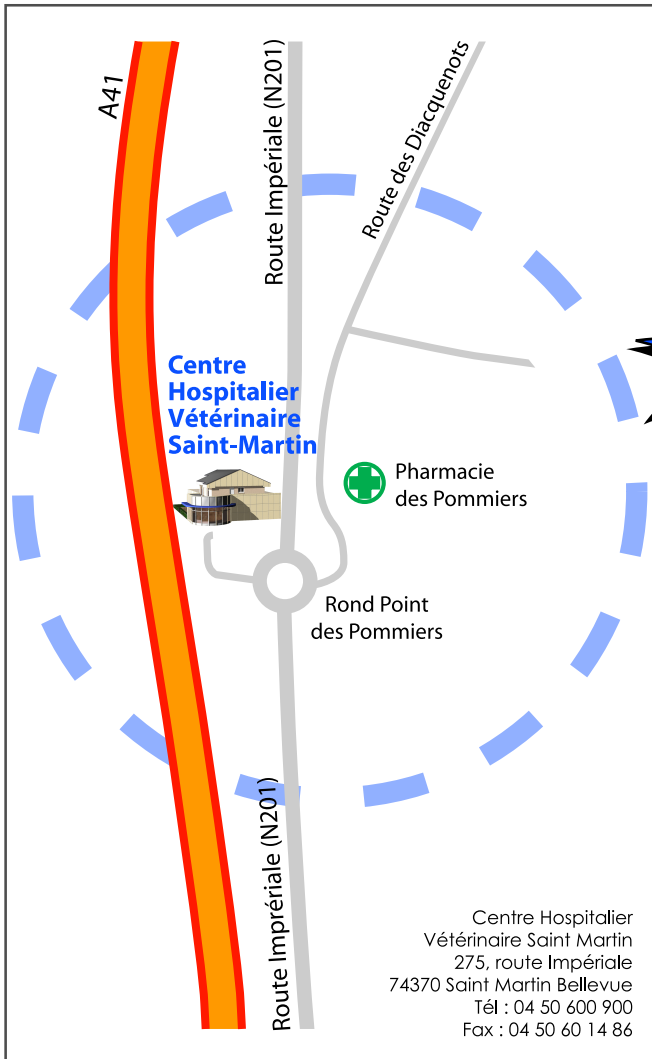 A41
Route Impériale (N201)
Route des Diacquenots
Centre
Hospitalier
Vétérinaire
Saint-Martin
Pharmacie
des Pommiers
Rond Point
des Pommiers
Route Imprériale (N201)
Centre Hospitalier
Vétérinaire Saint Martin
275, route Impériale
74370 Saint Martin Bellevue
Tél : 04 50 600 900
Fax : 04 50 60 14 86